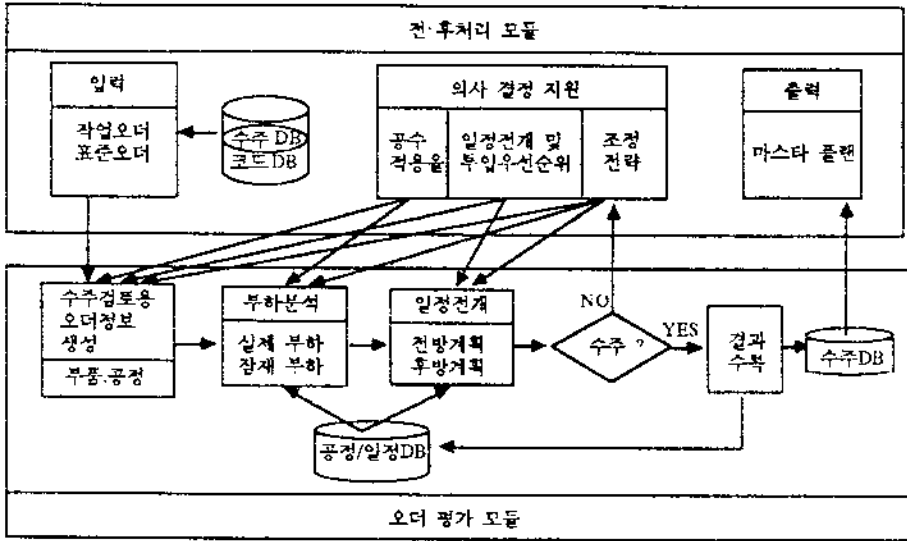 전·후처리 모듈
입력
작업오더
표준오더
수주 DB
코드DB
의사 결정 지원
공수
적용율
일정전개 및
투입우선순위
조정
전략
출력
마스타 플랜
수주검토용
오더정보
생성
부품,공정
부하분석
실제 부하
잠재 부하
일정전개
전방계획
후방계획
NO
수주 ?
YES
결과
수록
수주DB
공정/일정DB
오더 평가 모듈